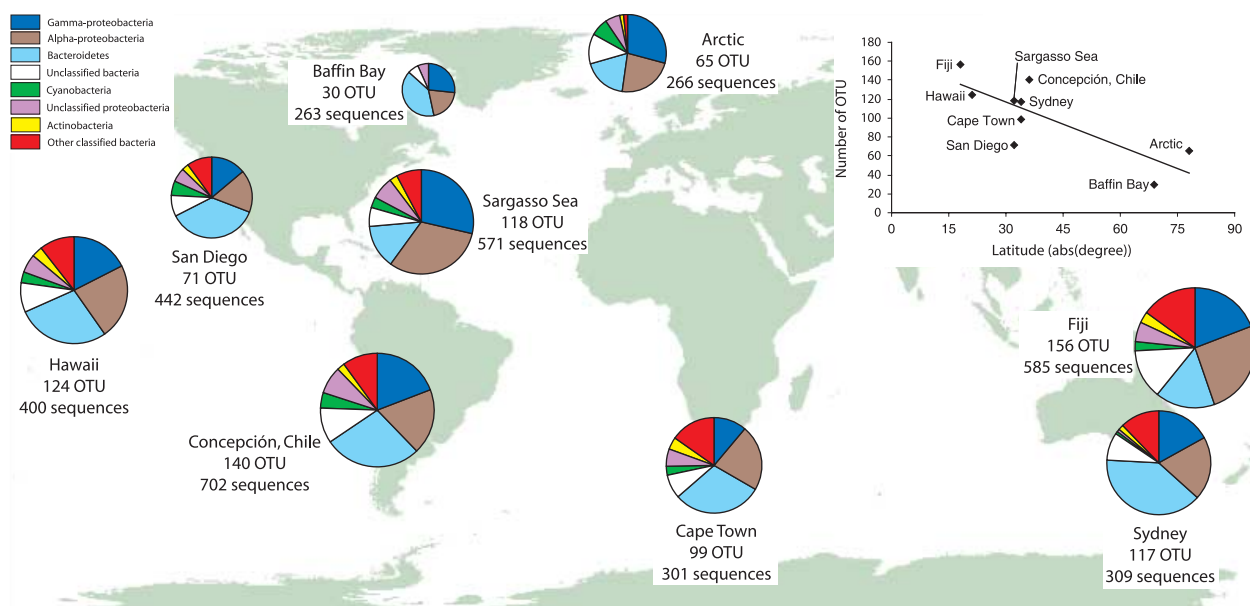 Gamma-proteobacteria
Alpha-proteobacteria
Bacteroidetes
Unclassified bacteria
Cyanobacteria
Unclassified proteobacteria
Actinobacteria
Other classified bacteria
Baffin Bay
30 OTU
263 sequences
Arctic
65 OTU
266 sequences
San Diego
71 OTU
442 sequences
Sargasso Sea
118 OTU
571 sequences
Hawaii
124 OTU
400 sequences
Concepción, Chile
140 OTU
702 sequences
Cape Town
99 OTU
301 sequences
Fiji
156 OTU
585 sequences
Sydney
117 OTU
309 sequences
Number of OTU
180
160
140
120
100
80
60
40
20
0
Fiji
Sargasso Sea
Concepción, Chile
Hawaii
Sydney
Cape Town
San Diego
Arctic
Baffin Bay
0
15
30
45
60
75
90
Latitude (abs(degree))